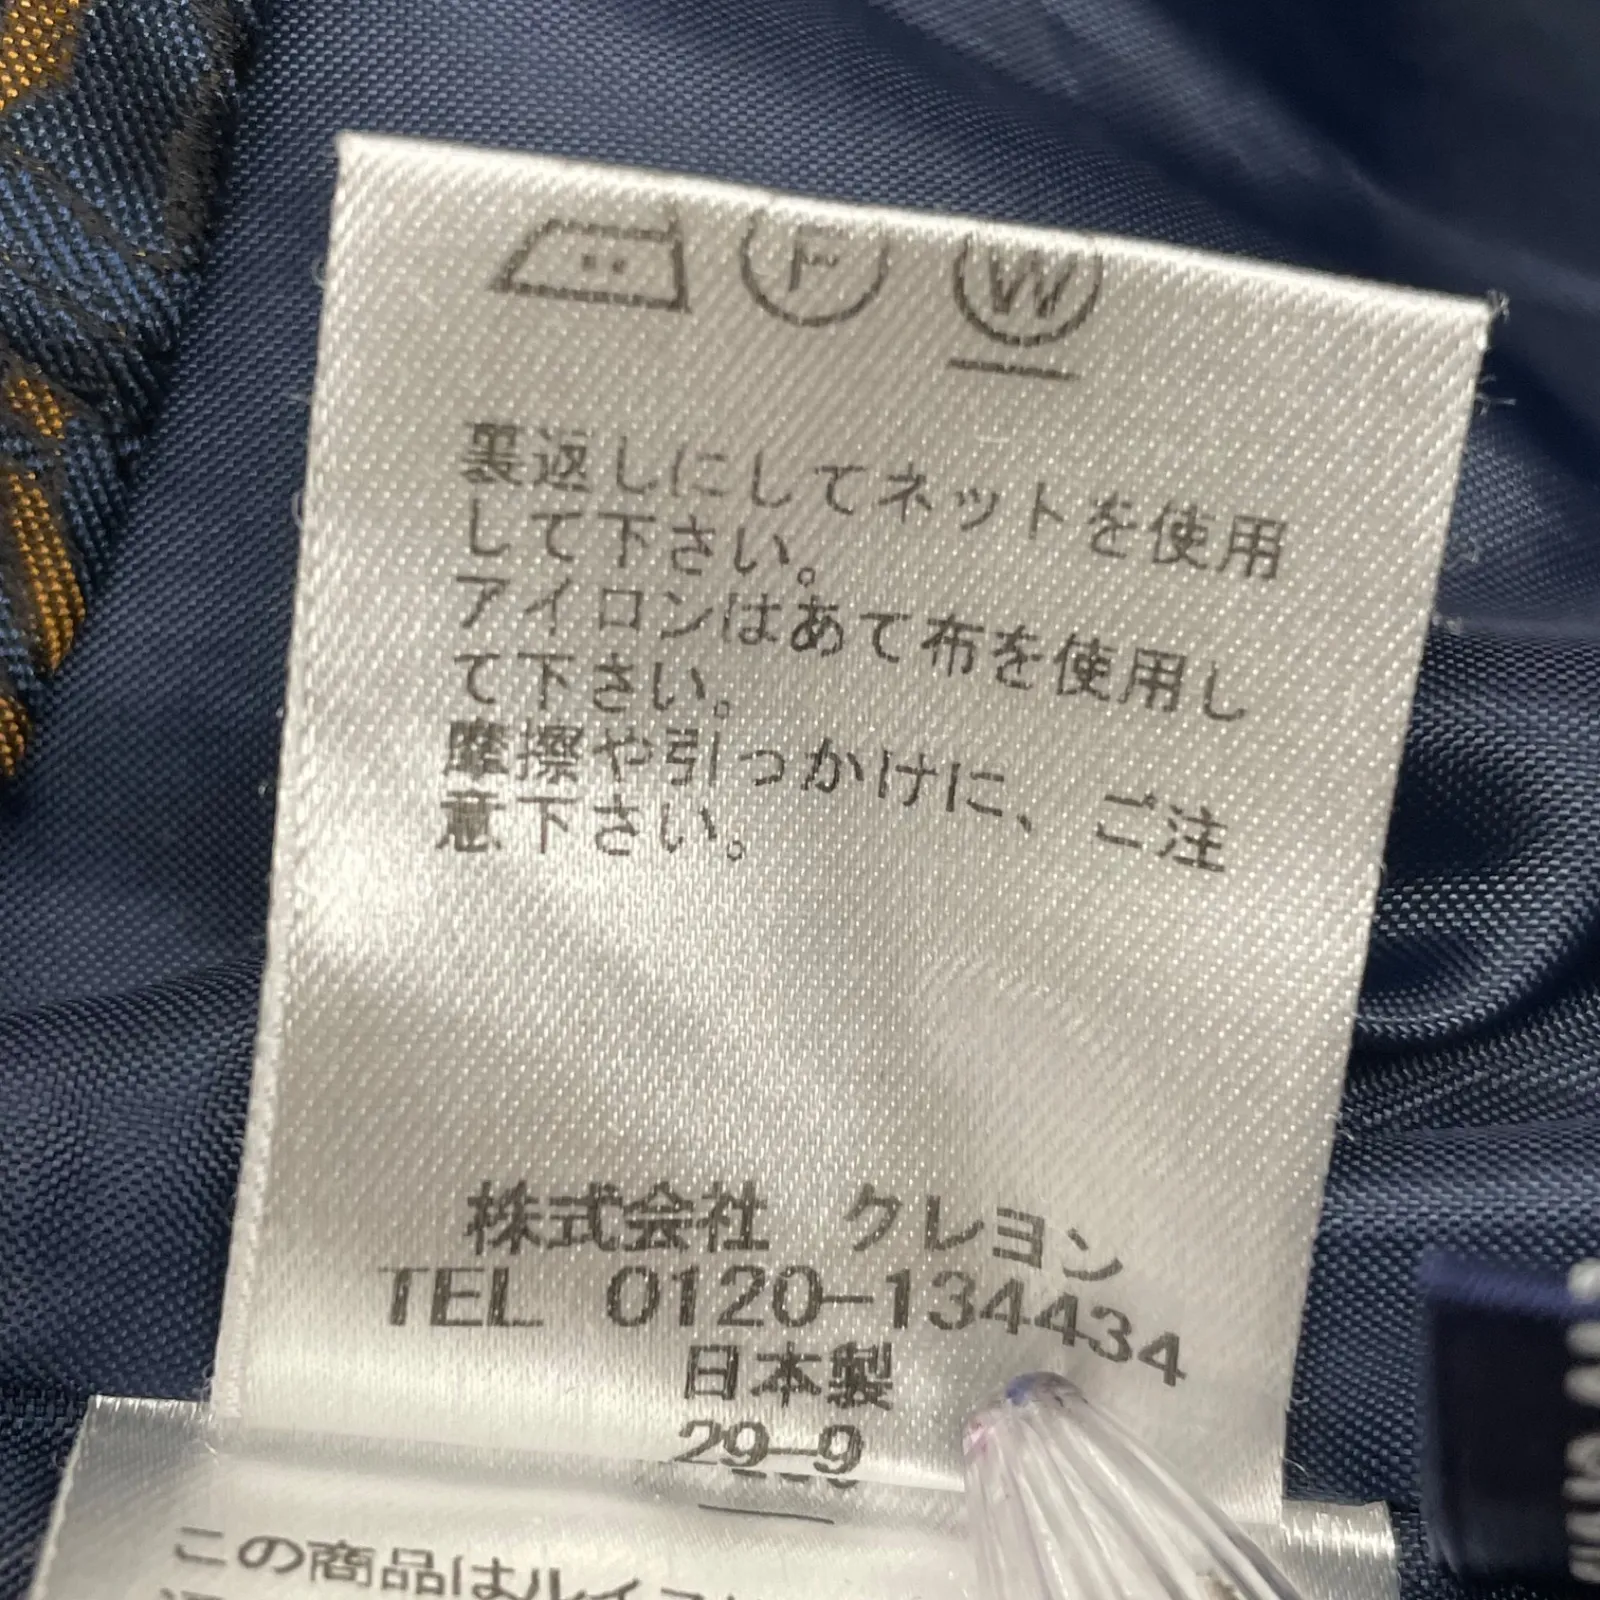 F W
裏返しにしてネットを使用
して下さい。
アイロンはあて布を使用し
て下さい。
摩擦や引っかけに、ご注
意下さい。
株式会社 クレヨン
TEL 0120-134434
日本製
29-9
この商品はルイ